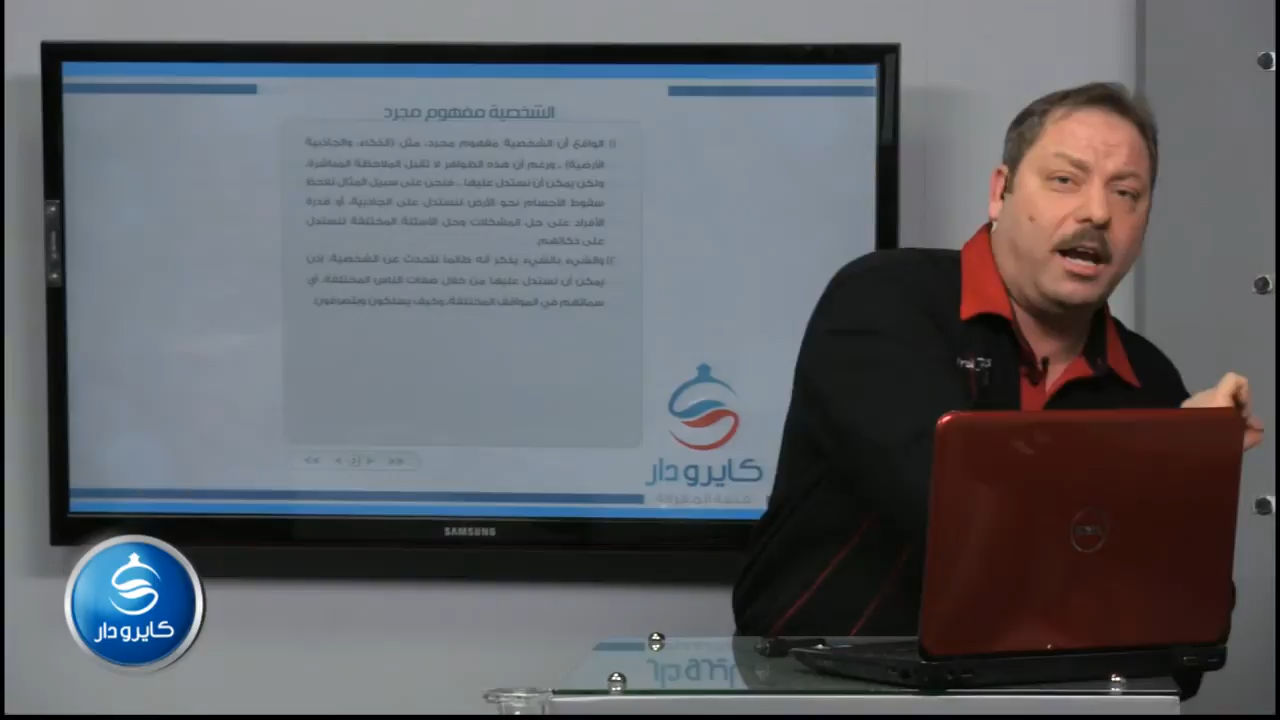 الشخصية مفهوم مجرد
١) الواقع أن الشخصية مفهوم مجرد، مثل (الذكاء، والجاذبية
الأرضية) .. ورغم أن هذه الظواهر لا تقبل الملاحظة المباشرة،
ولكن يمكن أن نستدل عليها .. فنحن على سبيل المثال نلاحظ
سقوط الأجسام نحو الأرض لنستدل على الجاذبية، أو قدرة
الأفراد على حل المشكلات وحل الأسئلة المختلفة لنستدل
على ذكائهم.
٢) والشيء بالشيء يذكر أنه طالما نتحدث عن الشخصية، إذن
يمكن أن نستدل عليها من خلال صفات الناس المختلفة، أي
سماتهم في المواقف المختلفة، وكيف يسلكون ويتصرفون.
كايرو دار
SAMSUNG
كايرو دار
DELL